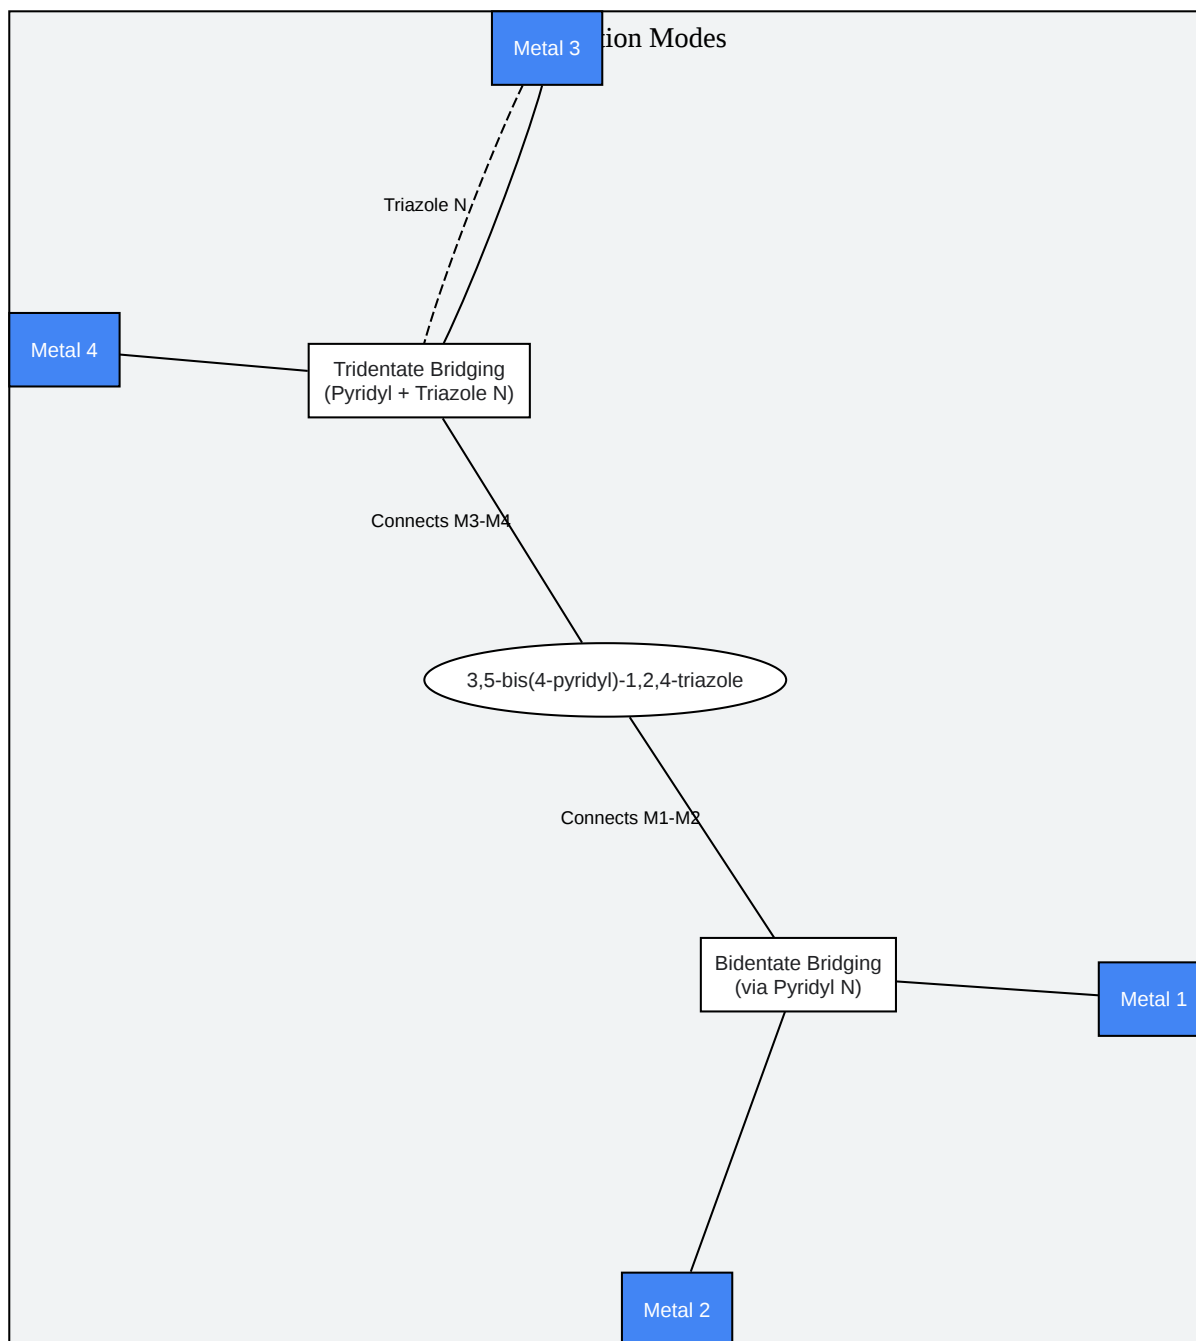 Metal 3
tion Modes
Triazole N
Metal 4
Tridentate Bridging
(Pyridyl + Triazole N)
Connects M3-M4
3,5-bis(4-pyridyl)-1,2,4-triazole
Connects M1-M2
Bidentate Bridging
(via Pyridyl N)
Metal 1
Metal 2